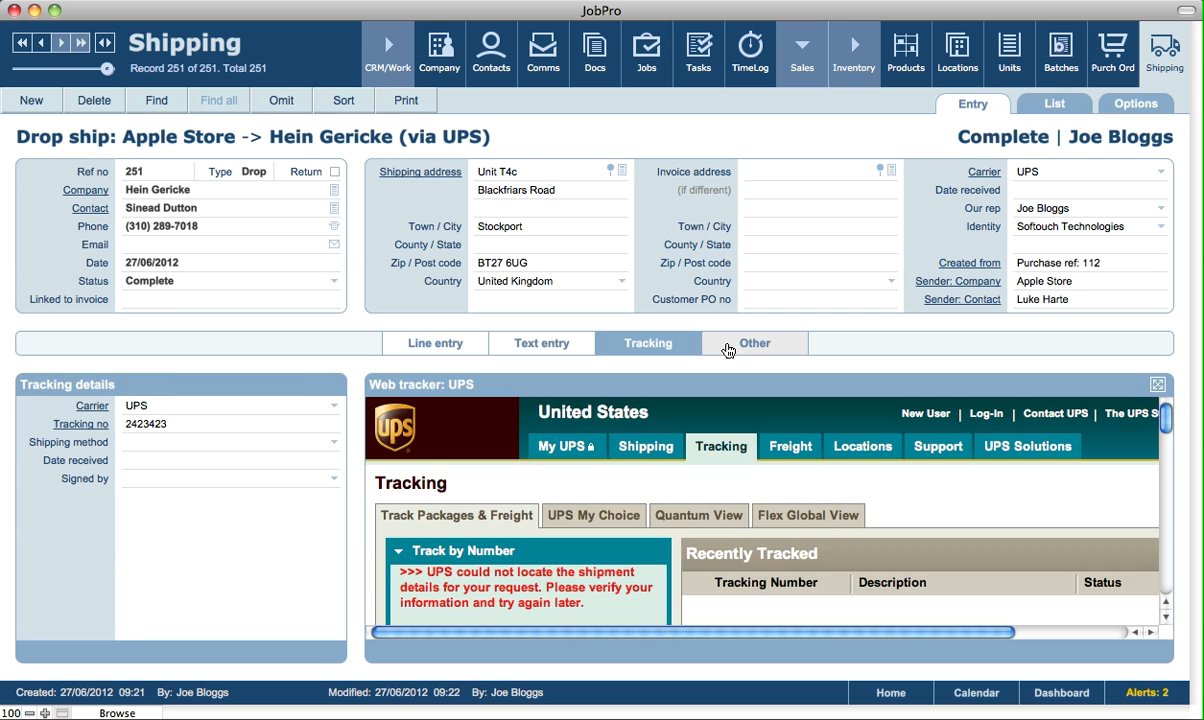 JobPro
Shipping
Record 251 of 251. Total 251
CRM/Work Company Contacts Comms Docs Jobs Tasks TimeLog Sales Inventory Products Locations Units Batches Purch Ord Shipping
New Delete Find Find all Omit Sort Print Entry List Options
Drop ship: Apple Store -> Hein Gericke (via UPS) Complete | Joe Bloggs
Ref no 251 Type Drop Return
Company Hein Gericke
Contact Sinead Dutton
Phone (310) 289-7018
Email
Date 27/06/2012
Status Complete
Linked to invoice
Shipping address Unit T4c
Blackfriars Road
Town / City Stockport
County / State
Zip / Post code BT27 6UG
Country United Kingdom
Invoice address
(if different)
Town / City
County / State
Zip / Post code
Country
Customer PO no
Carrier UPS
Date received
Our rep Joe Bloggs
Identity Softouch Technologies
Created from Purchase ref: 112
Sender: Company Apple Store
Sender: Contact Luke Harte
Line entry Text entry Tracking Other
Tracking details
Carrier UPS
Tracking no 2423423
Shipping method
Date received
Signed by
Web tracker: UPS
ups
United States New User | Log-In | Contact UPS | The UPS S
My UPS Shipping Tracking Freight Locations Support UPS Solutions
Tracking
Track Packages & Freight UPS My Choice Quantum View Flex Global View
Track by Number
>>> UPS could not locate the shipment
details for your request. Please verify your
information and try again later.
Recently Tracked
Tracking Number Description Status
Created: 27/06/2012 09:21 By: Joe Bloggs Modified: 27/06/2012 09:22 By: Joe Bloggs Home Calendar Dashboard Alerts: 2
100 Browse